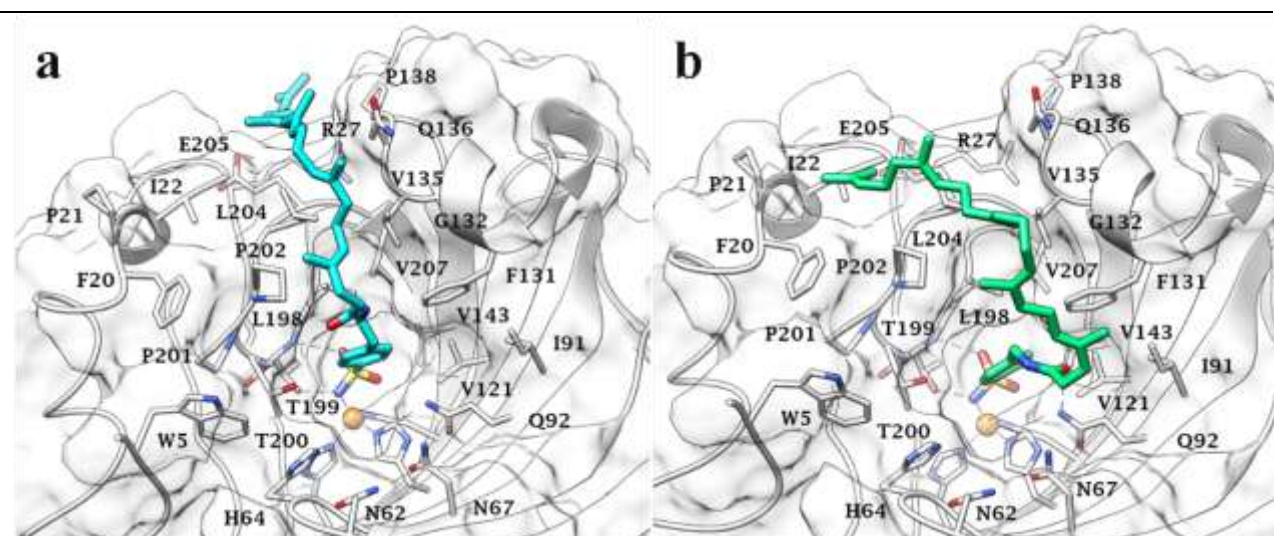 a
P138
R27
Q136
E205
I22
V135
P21
L204
G132
P202
V207
F20
F131
L198
V143
P201
I91
V121
T199
Q92
W5
T200
N67
N62
H64
b
P138
Q136
E205
R27
I22
V135
P21
G132
L204
F20
V207
P202
F131
T199
L198
P201
V143
I91
V121
W5
T200
Q92
N67
H64
N62